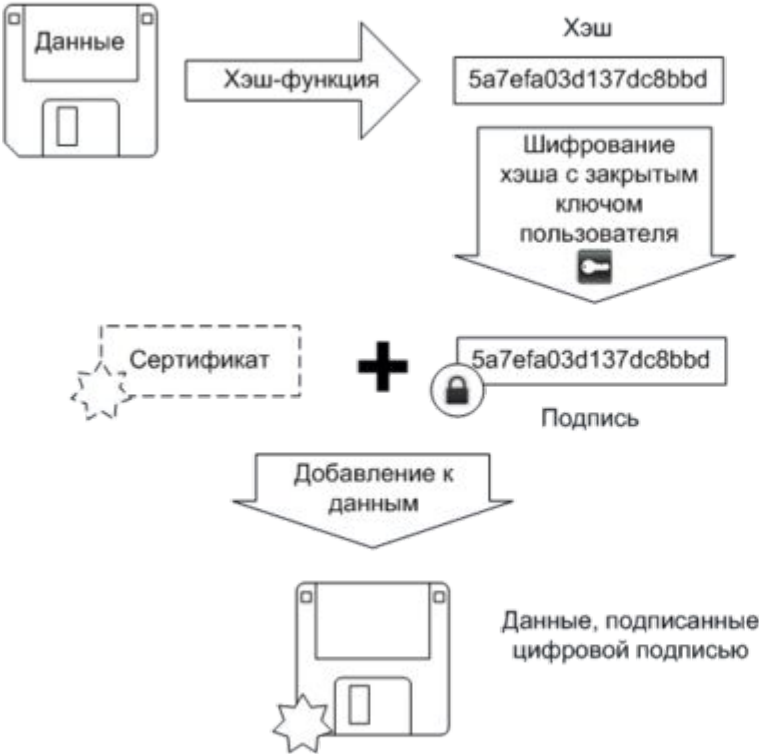 Данные
Хэш-функция
Хэш
5a7efa03d137dc8bbd
Шифрование
хэша с закрытым
ключом
пользователя
Сертификат
5a7efa03d137dc8bbd
Подпись
Добавление к
данным
Данные, подписанные
цифровой подписью